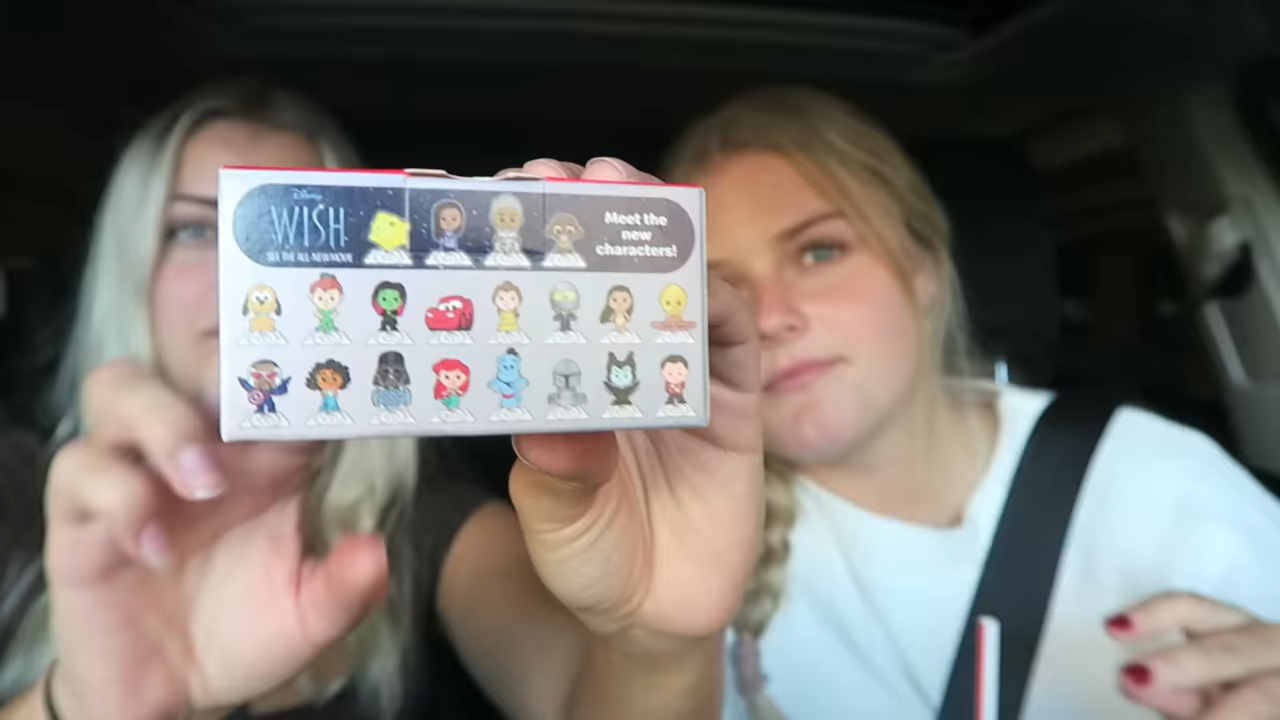 Disney
WISH
SEE THE ALL-NEW MOVIE
Meet the
new
characters!